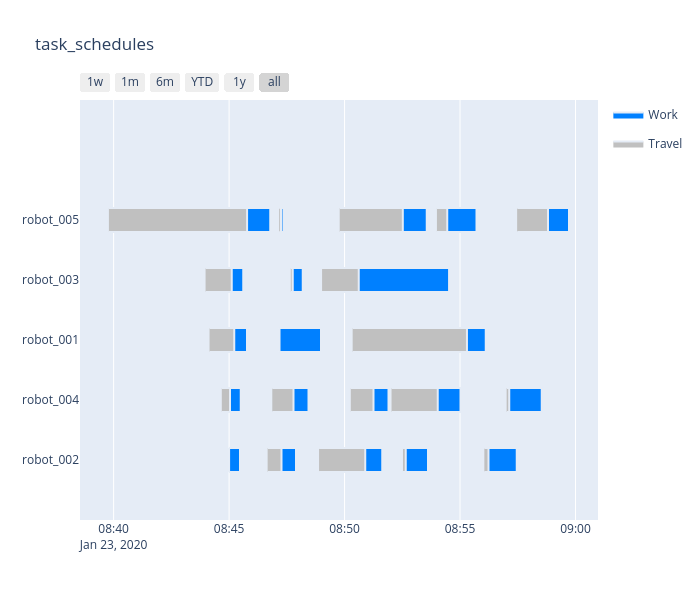 task_schedules
1w 1m 6m YTD 1y all
Work
Travel
robot_005
robot_003
robot_001
robot_004
robot_002
08:40 08:45 08:50 08:55 09:00
Jan 23, 2020